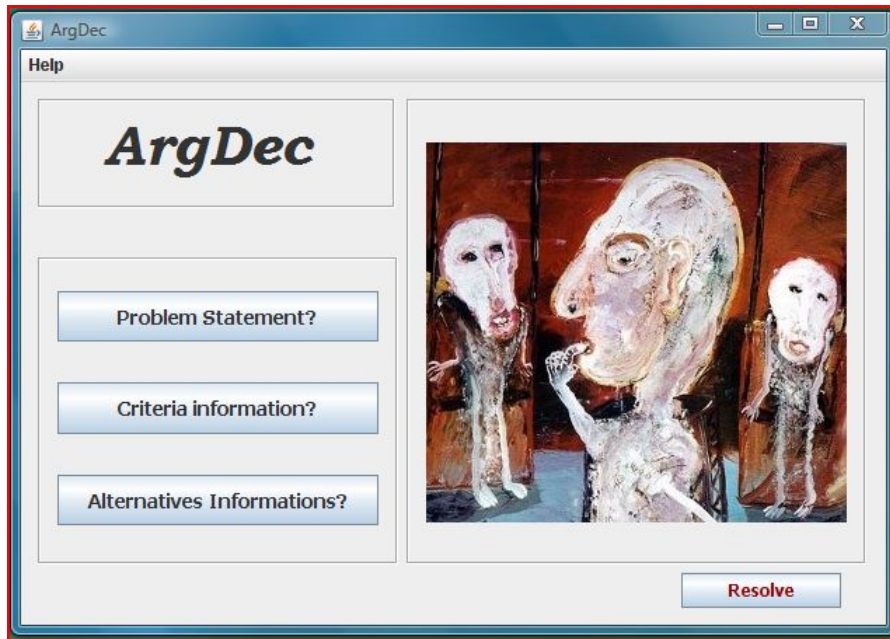 ArgDec
Help
ArgDec
Problem Statement?
Criteria information?
Alternatives Informations?
Resolve